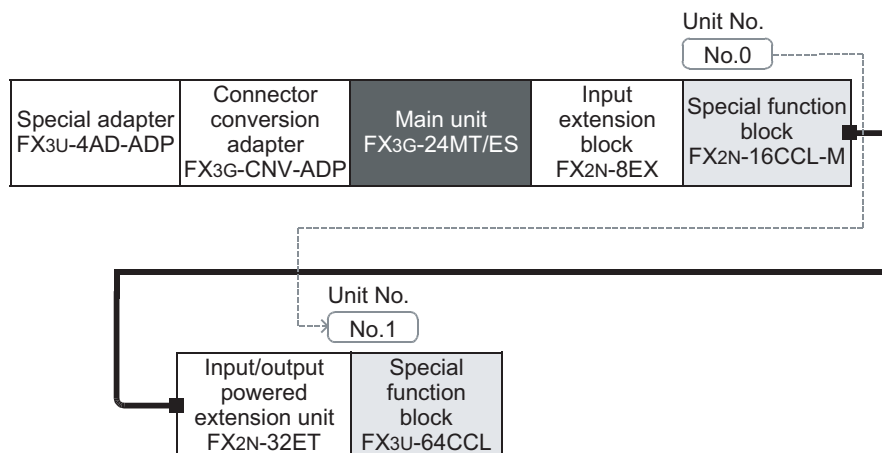 Unit No.
No.0
Special adapter
FX3U-4AD-ADP
Connector
conversion
adapter
FX3G-CNV-ADP
Main unit
FX3G-24MT/ES
Input
extension
block
FX2N-8EX
Special function
block
FX2N-16CCL-M
Unit No.
No.1
Input/output
powered
extension unit
FX2N-32ET
Special
function
block
FX3U-64CCL